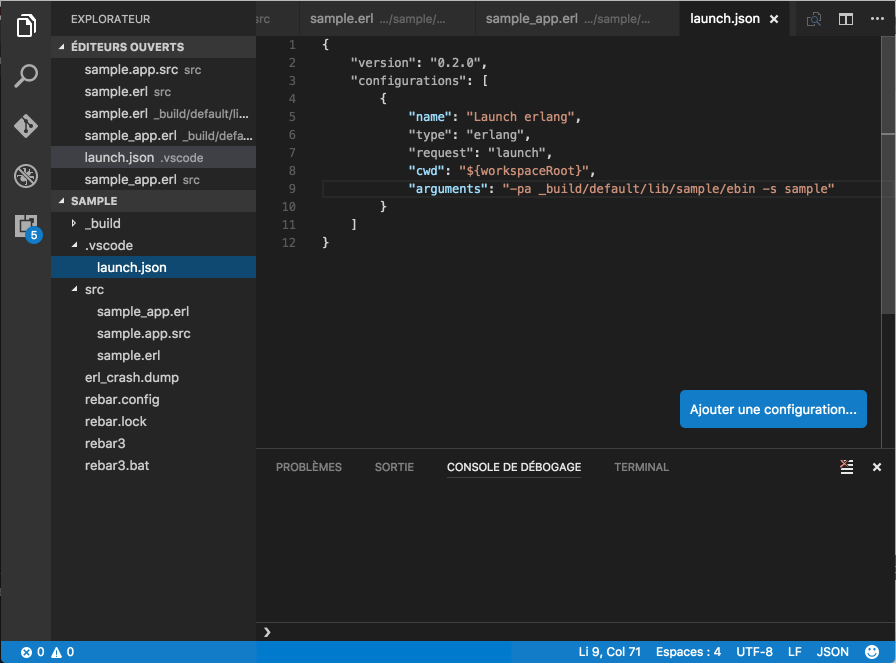 EXPLORATEUR
ÉDITEURS OUVERTS
sample.app.src src
sample.erl src
sample.erl _build/default/li...
sample_app.erl _build/defa...
launch.json .vscode
sample_app.erl src
SAMPLE
_build
.vscode
launch.json
src
sample_app.erl
sample.app.src
sample.erl
erl_crash.dump
rebar.config
rebar.lock
rebar3
rebar3.bat
5
src
sample.erl .../sample/...
sample_app.erl .../sample/...
launch.json
1 {
2 "version": "0.2.0",
3 "configurations": [
4 {
5 "name": "Launch erlang",
6 "type": "erlang",
7 "request": "launch",
8 "cwd": "${workspaceRoot}",
9 "arguments": "-pa _build/default/lib/sample/ebin -s sample"
10 }
11 ]
12 }
Ajouter une configuration...
PROBLÈMES SORTIE CONSOLE DE DÉBOGAGE TERMINAL
0 0 Li 9, Col 71 Espaces : 4 UTF-8 LF JSON